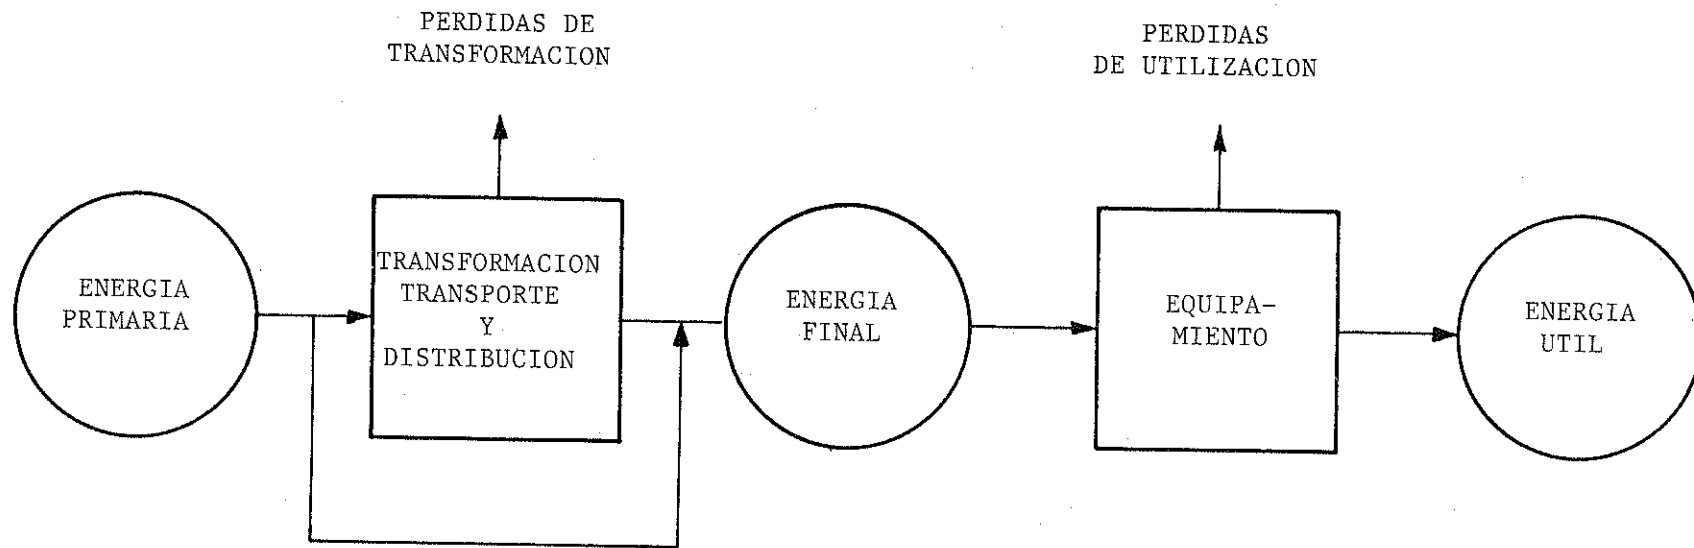 PERDIDAS DE
TRANSFORMACION
PERDIDAS
DE UTILIZACION
ENERGIA
PRIMARIA
TRANSFORMACION
TRANSPORTE
Y
DISTRIBUCION
ENERGIA
FINAL
EQUIPA-
MIENTO
ENERGIA
UTIL